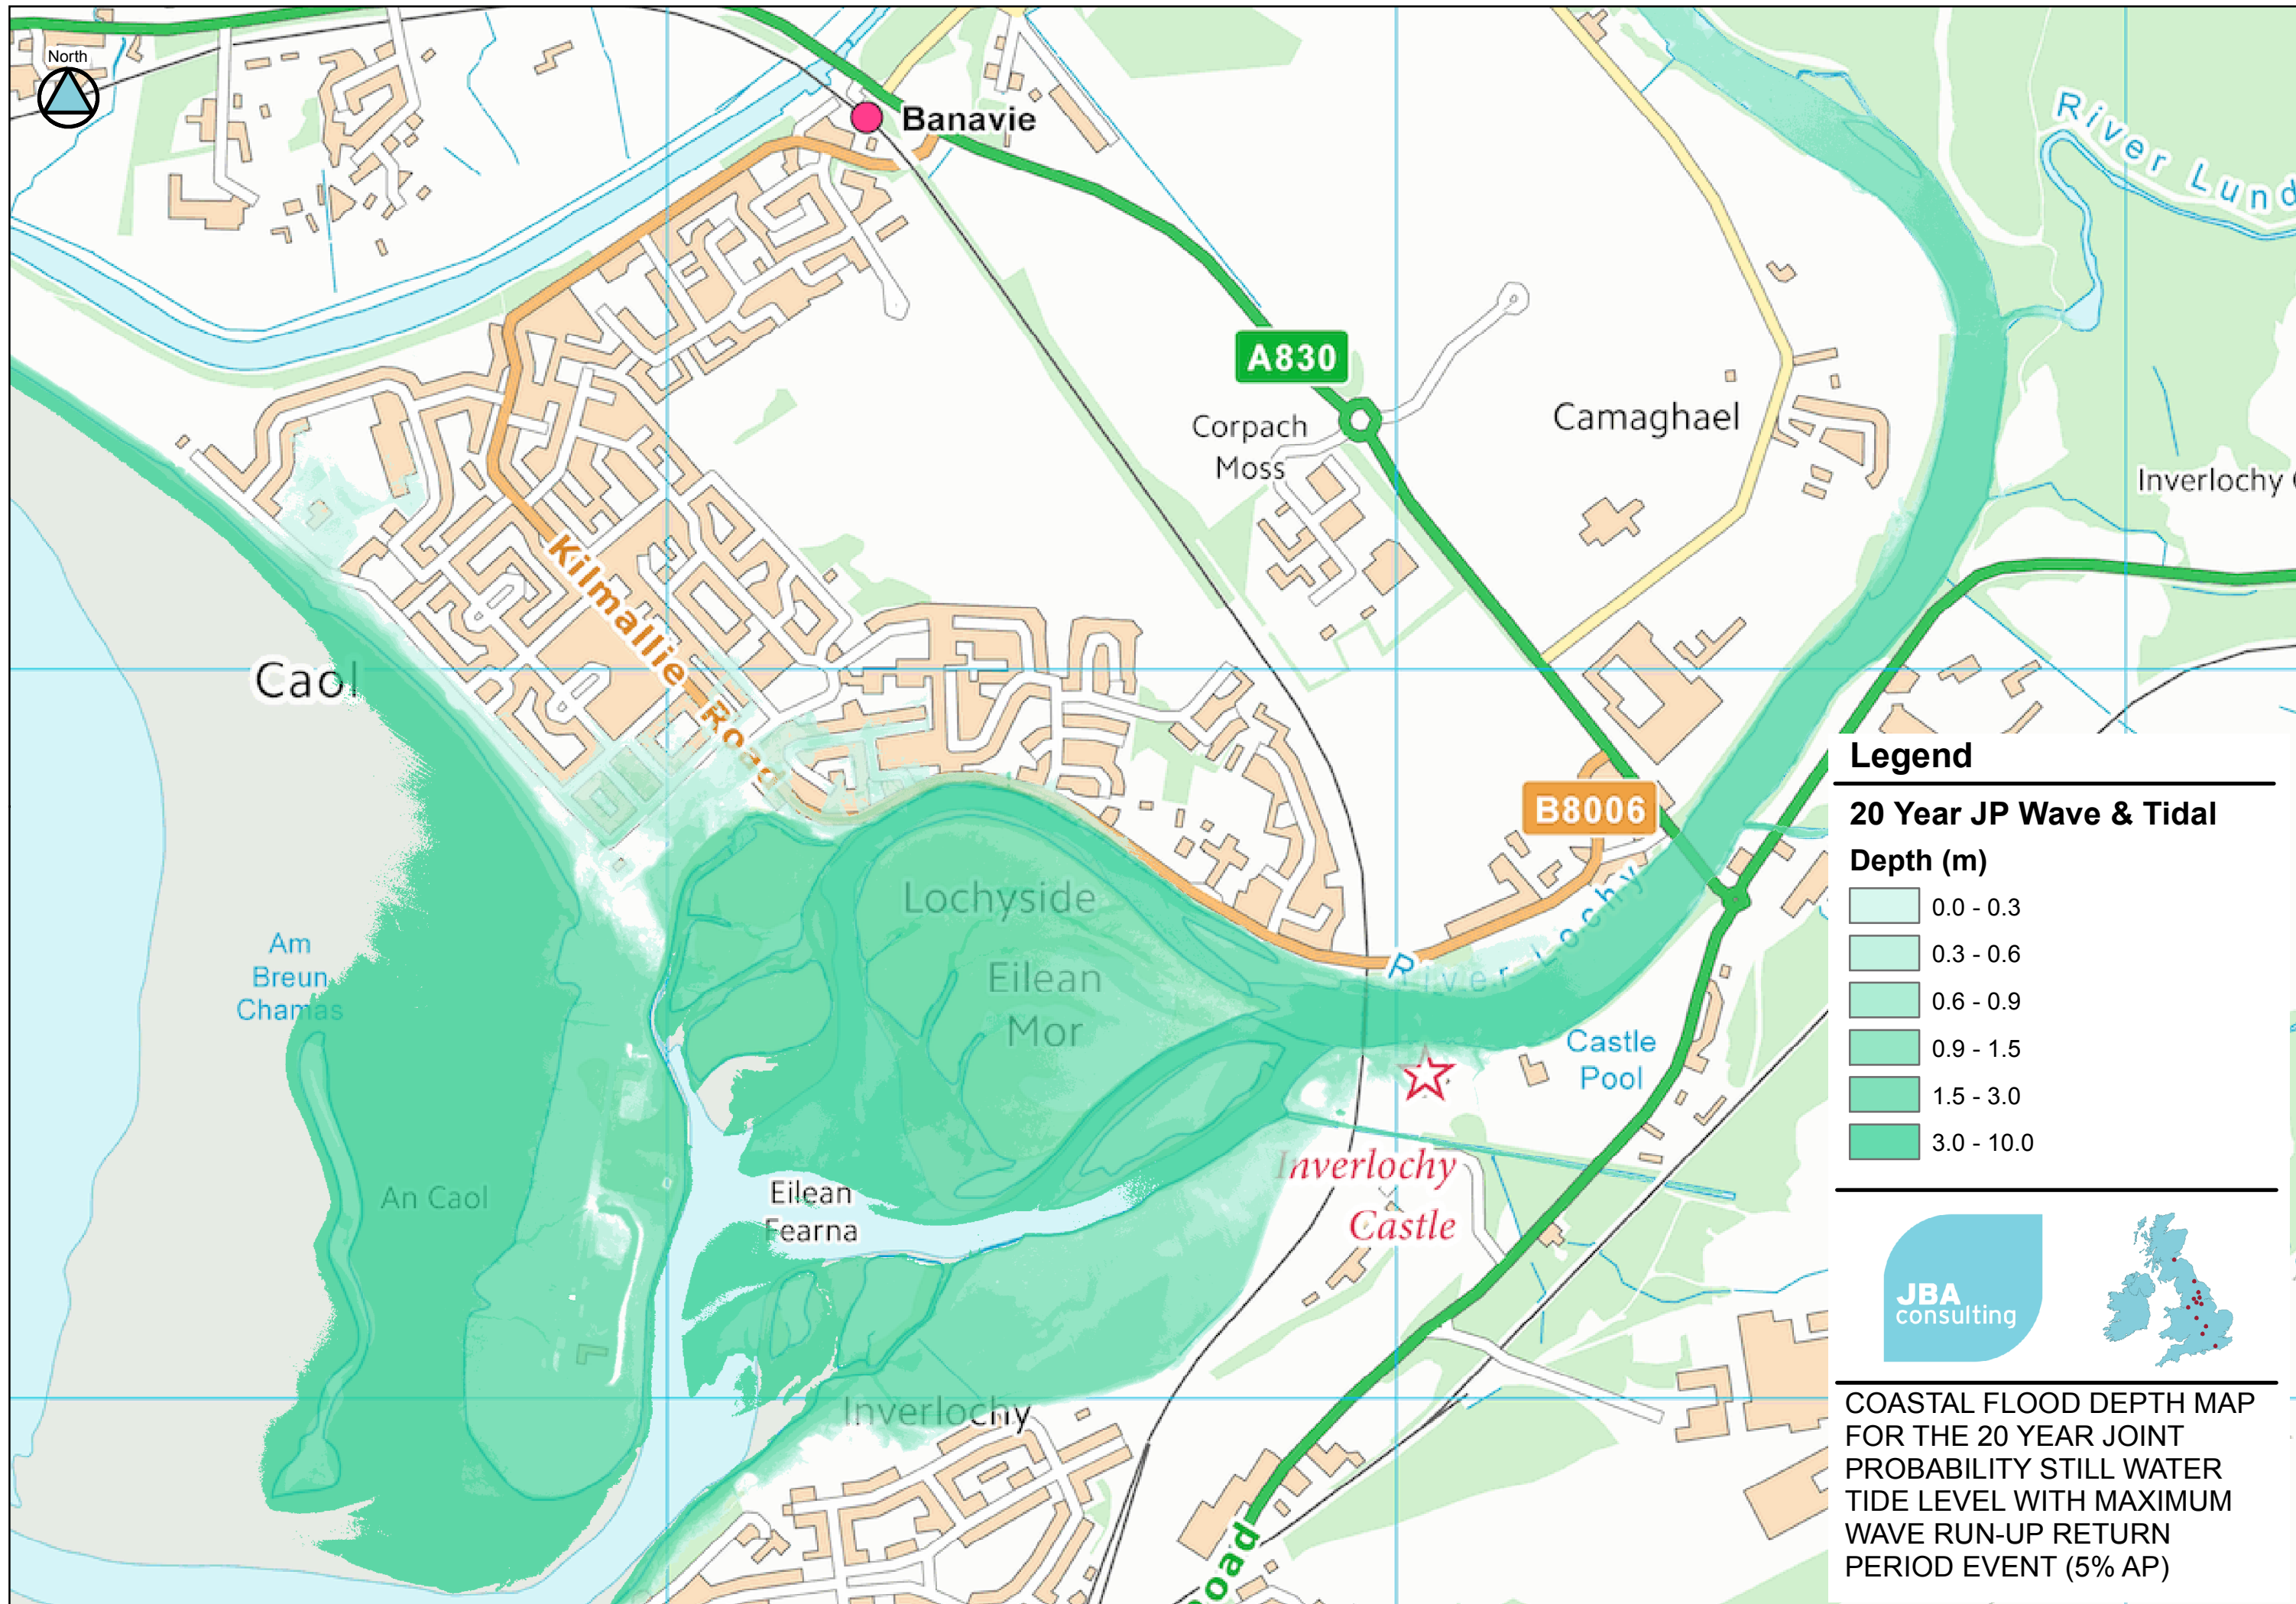 North
Banavie
River Lund
A830
Corpach
Moss
Camaghael
Inverlochy
Kilmallie Road
Caol
B8006
River Lochy
Lochyside
Eilean
Mor
Am
Breun
Chamas
Castle
Pool
An Caol
Eilean
Fearna
Inverlochy
Castle
Inverlochy
oad
Legend
20 Year JP Wave & Tidal
Depth (m)
0.0 - 0.3
0.3 - 0.6
0.6 - 0.9
0.9 - 1.5
1.5 - 3.0
3.0 - 10.0
JBA
consulting
COASTAL FLOOD DEPTH MAP
FOR THE 20 YEAR JOINT
PROBABILITY STILL WATER
TIDE LEVEL WITH MAXIMUM
WAVE RUN-UP RETURN
PERIOD EVENT (5% AP)